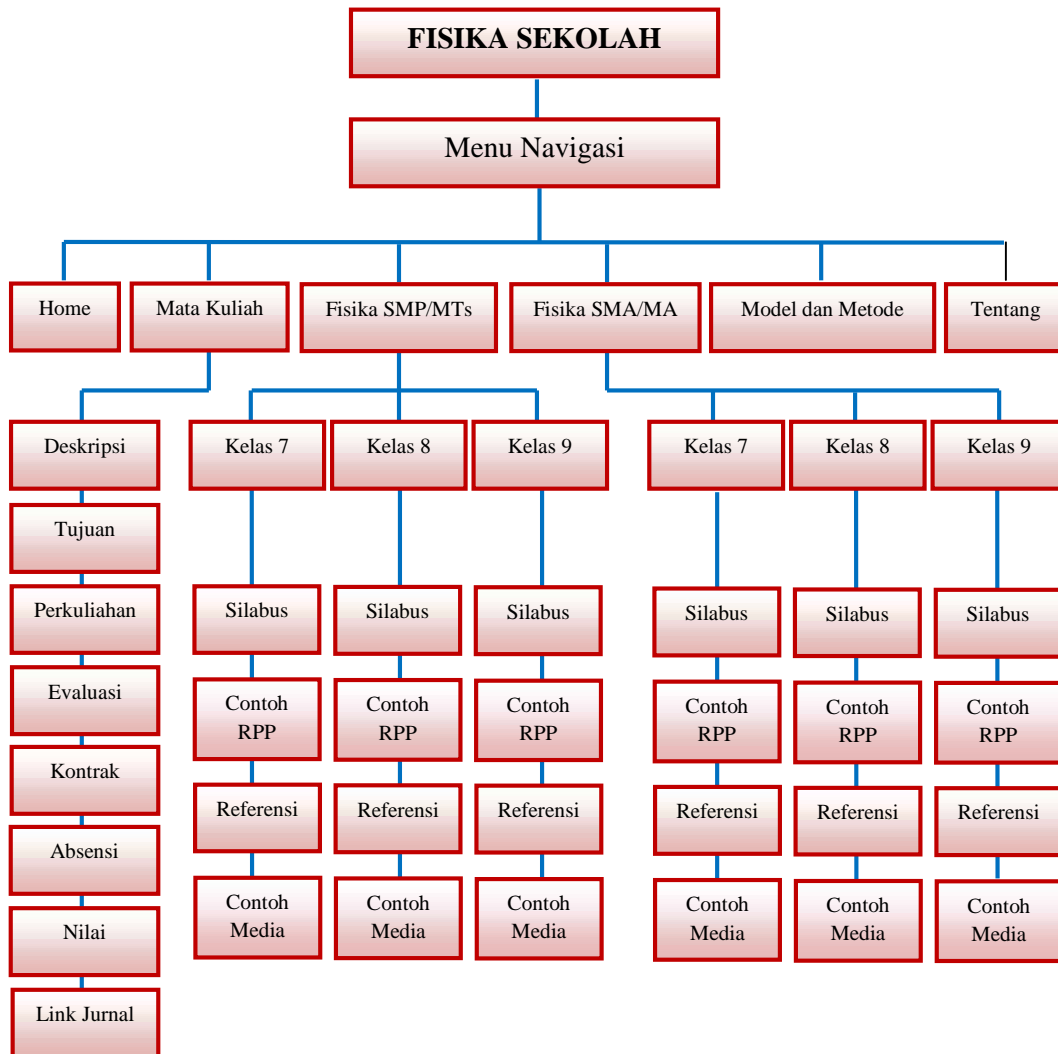 FISIKA SEKOLAH
Menu Navigasi
Home
Mata Kuliah
Fisika SMP/MTs
Fisika SMA/MA
Model dan Metode
Tentang
Deskripsi
Tujuan
Perkuliahan
Evaluasi
Kontrak
Absensi
Nilai
Link Jurnal
Kelas 7
Silabus
Contoh
RPP
Referensi
Contoh
Media
Kelas 8
Silabus
Contoh
RPP
Referensi
Contoh
Media
Kelas 9
Silabus
Contoh
RPP
Referensi
Contoh
Media
Kelas 7
Silabus
Contoh
RPP
Referensi
Contoh
Media
Kelas 8
Silabus
Contoh
RPP
Referensi
Contoh
Media
Kelas 9
Silabus
Contoh
RPP
Referensi
Contoh
Media